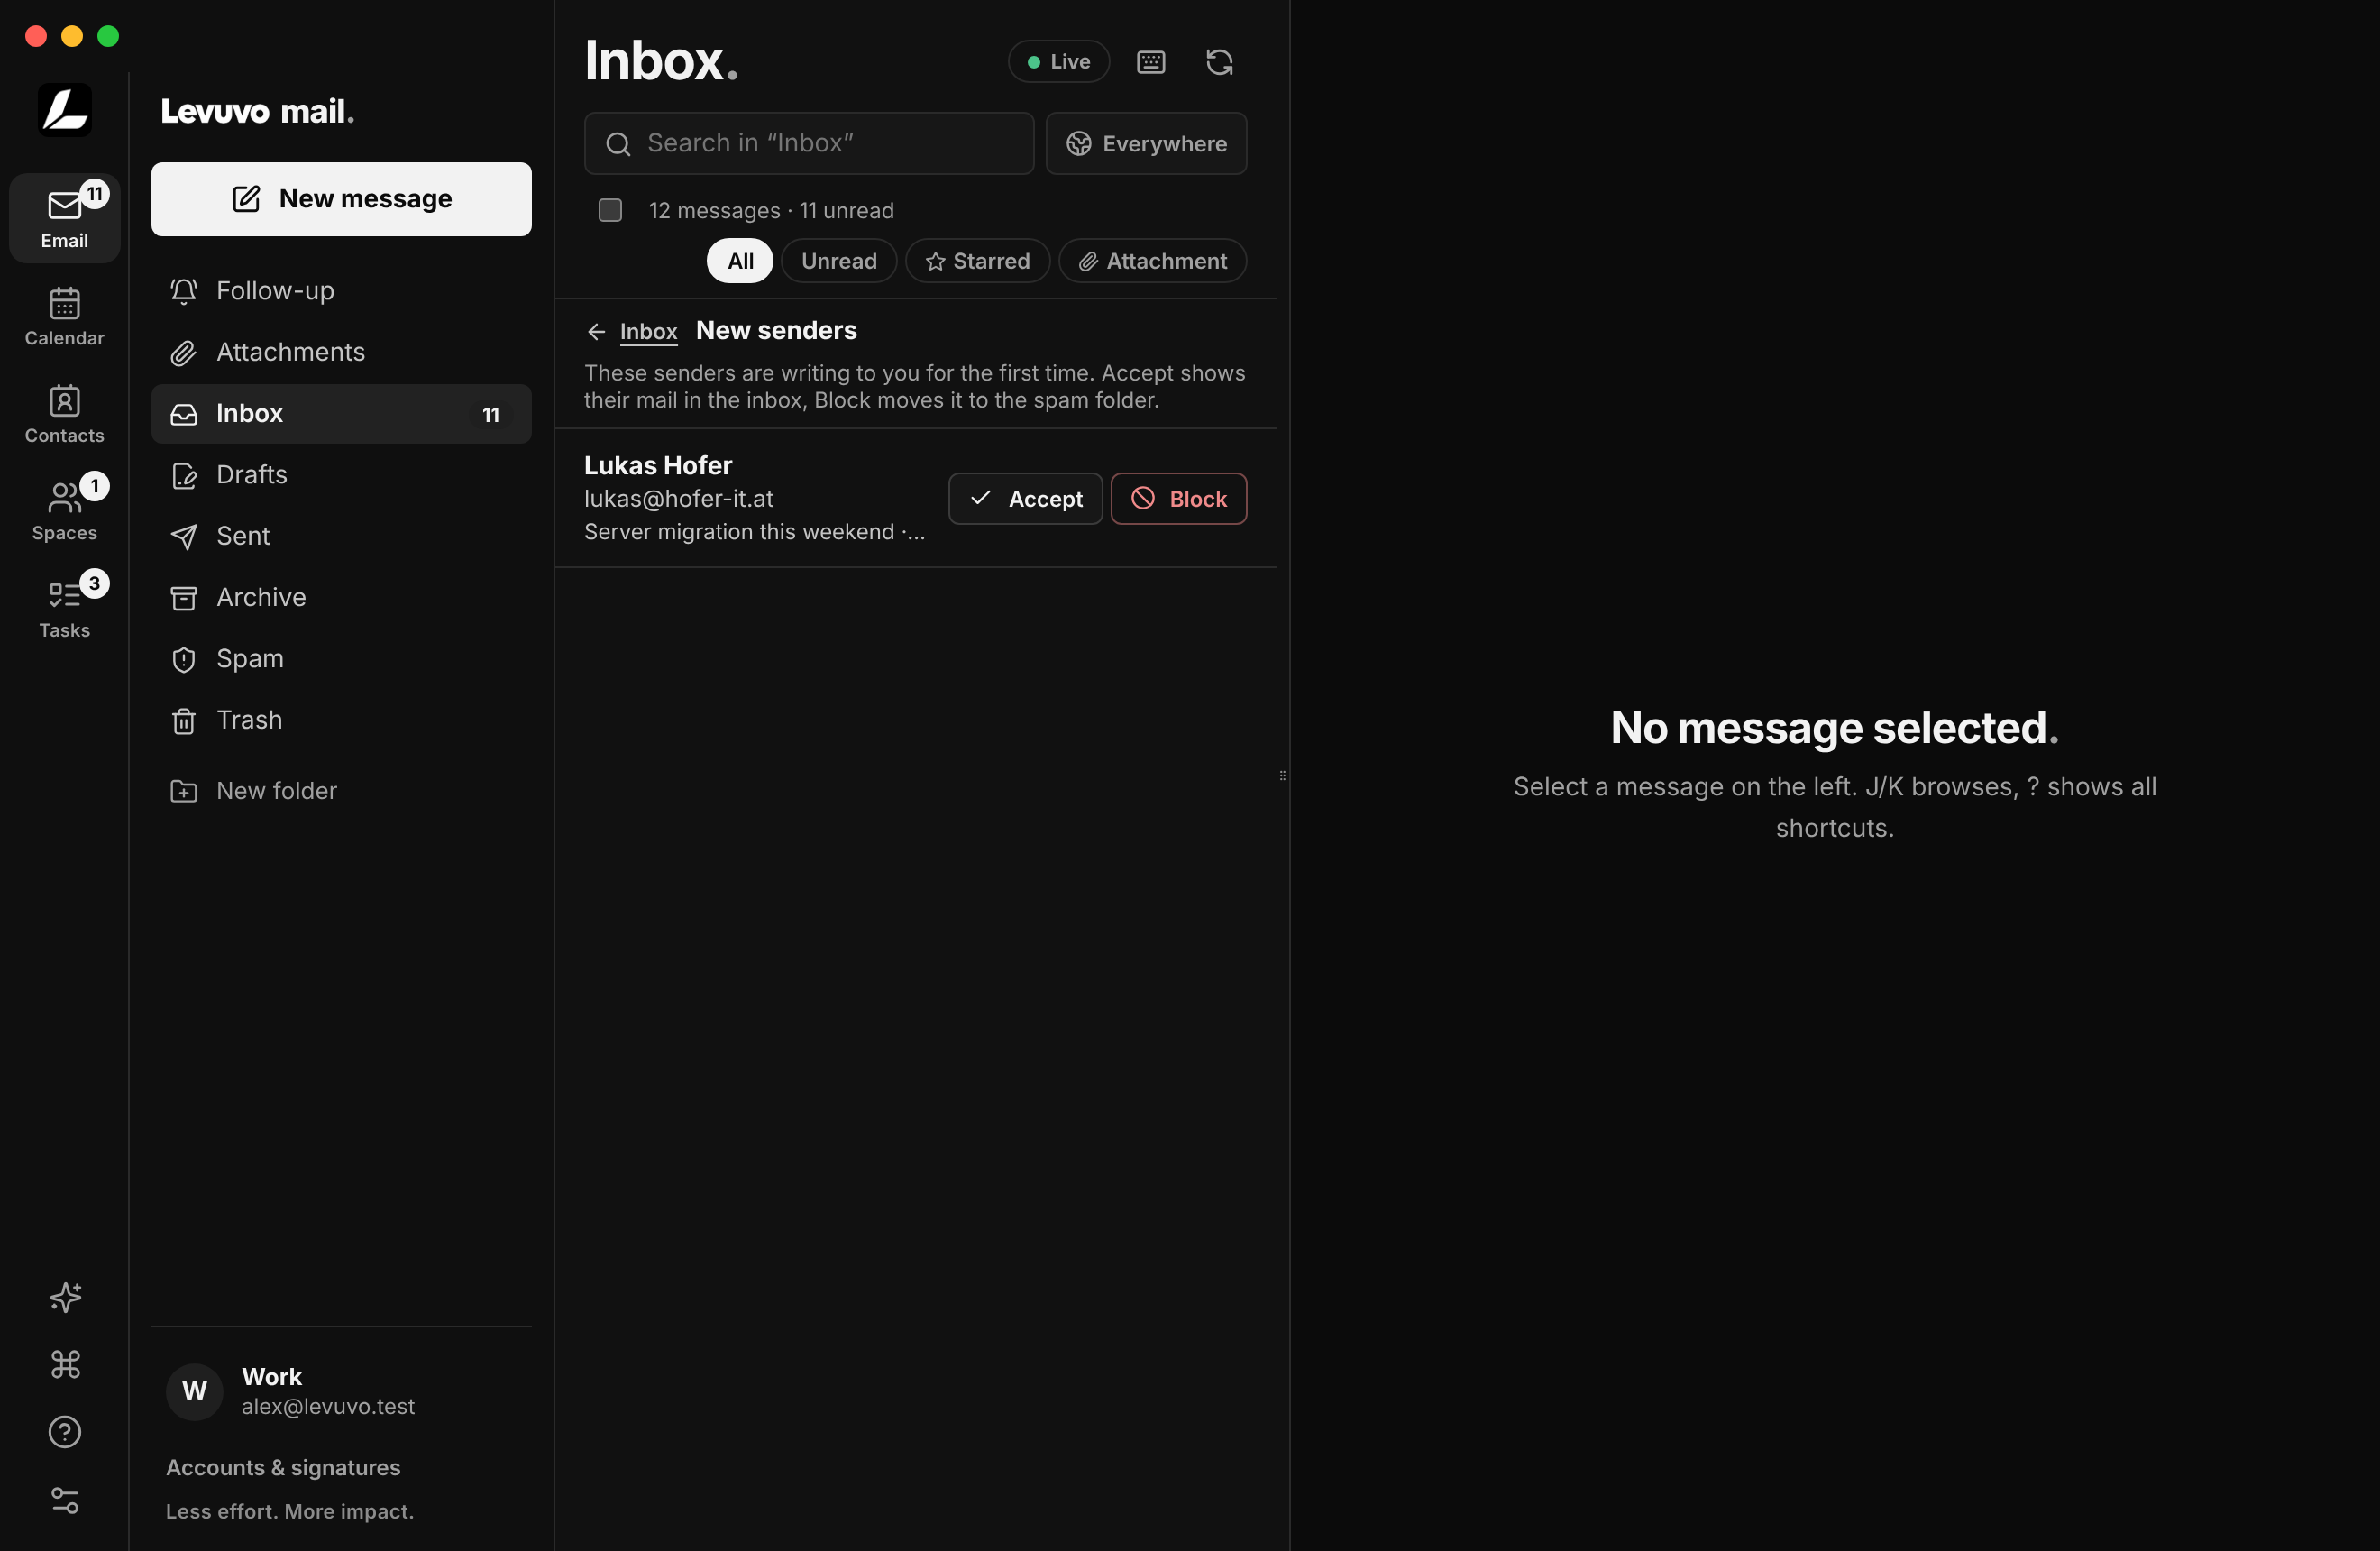 11
Email
Calendar
Contacts
1
Spaces
3
Tasks
Levuvo mail.
New message
Follow-up
Attachments
Inbox 11
Drafts
Sent
Archive
Spam
Trash
New folder
W
Work
alex@levuvo.test
Accounts & signatures
Less effort. More impact.
Inbox.
Live
Search in “Inbox”
Everywhere
12 messages · 11 unread
All Unread Starred Attachment
Inbox New senders
These senders are writing to you for the first time. Accept shows
their mail in the inbox, Block moves it to the spam folder.
Lukas Hofer
lukas@hofer-it.at
Server migration this weekend ·...
Accept Block
No message selected.
Select a message on the left. J/K browses, ? shows all
shortcuts.